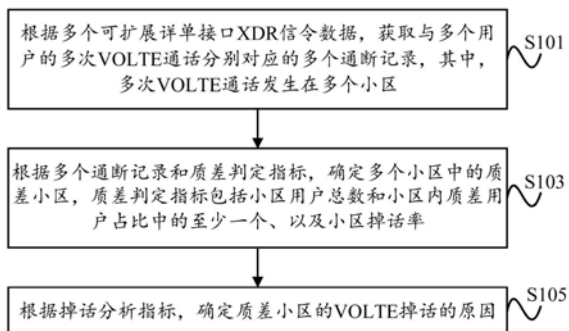 根据多个可扩展详单接口XDR信令数据，获取与多个用
户的多次VOLTE通话分别对应的多个通断记录，其中，
多次VOLTE通话发生在多个小区
S101
根据多个通断记录和质差判定指标，确定多个小区中的质
差小区，质差判定指标包括小区用户总数和小区内质差用
户占比中的至少一个、以及小区掉话率
S103
根据掉话分析指标，确定质差小区的VOLTE掉话的原因
S105